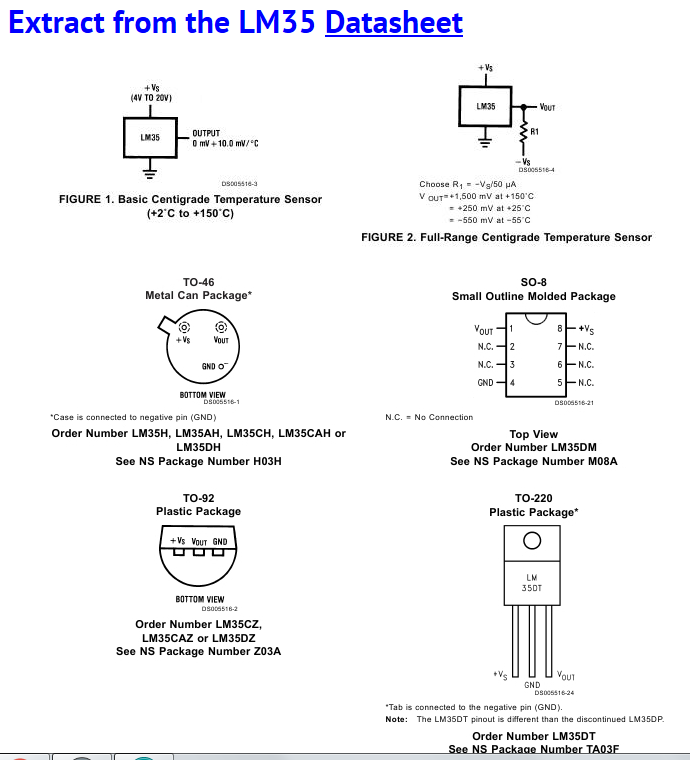 Extract from the LM35 Datasheet
+VS
(4V TO 20V)
LM35
OUTPUT
0 mV +10.0 mV/°C
DS005516-3
FIGURE 1. Basic Centigrade Temperature Sensor
(+2˚C to +150˚C)
+VS
LM35
VOUT
R1
−VS
DS005516-4
Choose R1 = −VS/50 µA
V OUT=+1,500 mV at +150˚C
= +250 mV at +25˚C
= −550 mV at −55˚C
FIGURE 2. Full-Range Centigrade Temperature Sensor
TO-46
Metal Can Package*
+VS VOUT
GND
BOTTOM VIEW
DS005516-1
*Case is connected to negative pin (GND)
Order Number LM35H, LM35AH, LM35CH, LM35CAH or
LM35DH
See NS Package Number H03H
SO-8
Small Outline Molded Package
VOUT 1 8 +VS
N.C. 2 7 N.C.
N.C. 3 6 N.C.
GND 4 5 N.C.
DS005516-21
N.C. = No Connection
Top View
Order Number LM35DM
See NS Package Number M08A
TO-92
Plastic Package
+VS VOUT GND
BOTTOM VIEW
DS005516-2
Order Number LM35CZ,
LM35CAZ or LM35DZ
See NS Package Number Z03A
TO-220
Plastic Package*
LM
35DT
+VS
GND
VOUT
DS005516-24
*Tab is connected to the negative pin (GND).
Note: The LM35DT pinout is different than the discontinued LM35DP.
Order Number LM35DT
See NS Package Number TA03F